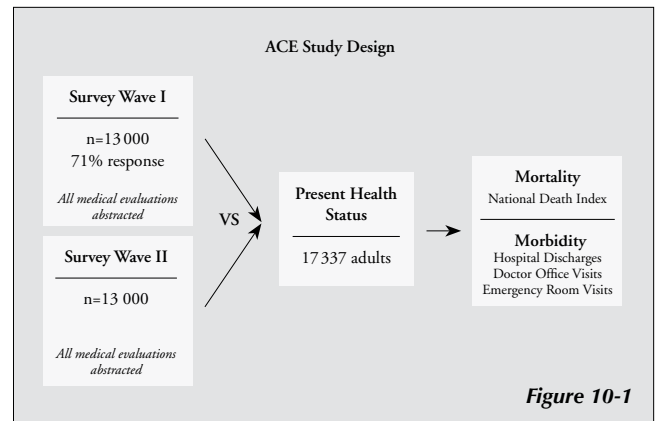 ACE Study Design
Survey Wave I
n=13 000
71% response
All medical evaluations
abstracted
VS
Survey Wave II
n=13 000
All medical evaluations
abstracted
Present Health
Status
17 337 adults
Mortality
National Death Index
Morbidity
Hospital Discharges
Doctor Office Visits
Emergency Room Visits
Figure 10-1